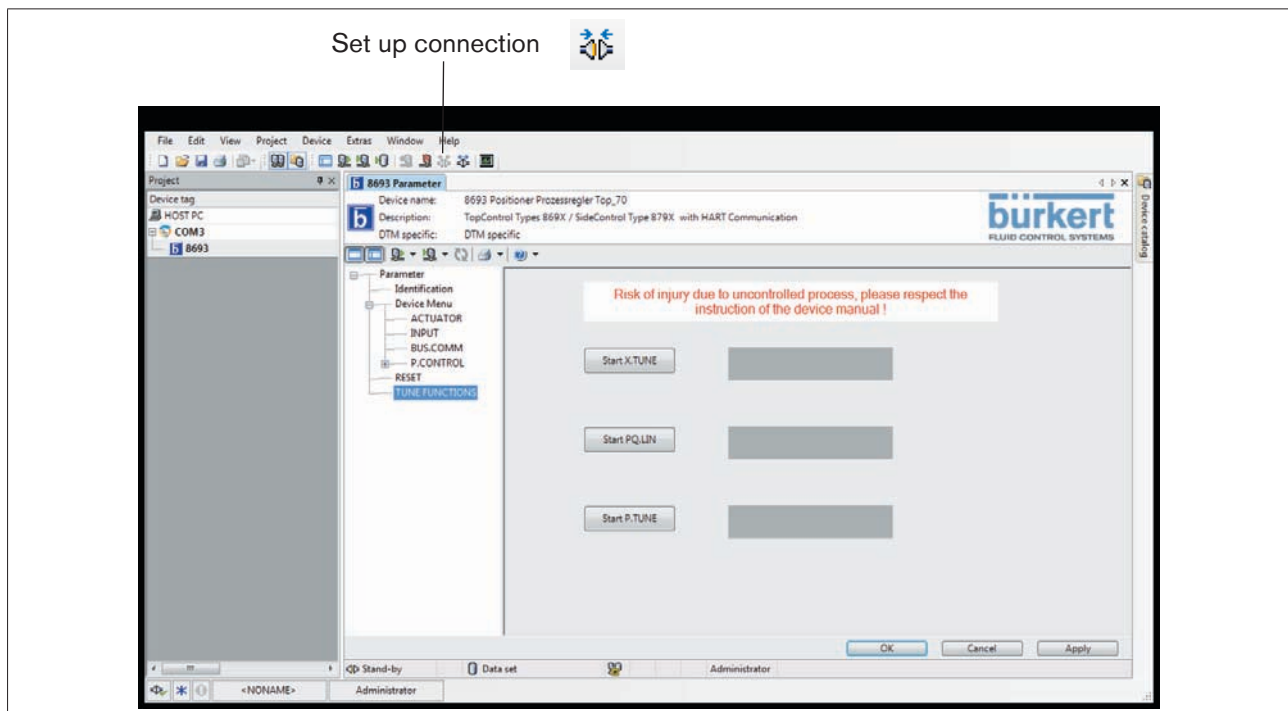 Set up connection
File Edit View Project Device Extras Window Help
Project
Device tag
HOST PC
COM3
8693
8693 Parameter
Device name: 8693 Positioner Prozessregler Top_70
Description: TopControl Types 869X / SideControl Type 879X with HART Communication
DTM specific: DTM specific
bürkert
FLUID CONTROL SYSTEMS
Device catalog
Parameter
Identification
Device Menu
ACTUATOR
INPUT
BUS.COMM
P.CONTROL
RESET
TUNE FUNCTIONS
Risk of injury due to uncontrolled process, please respect the
instruction of the device manual !
Start X.TUNE
Start PQ.LIN
Start P.TUNE
OK Cancel Apply
Stand-by Data set Administrator
<NONAME> Administrator